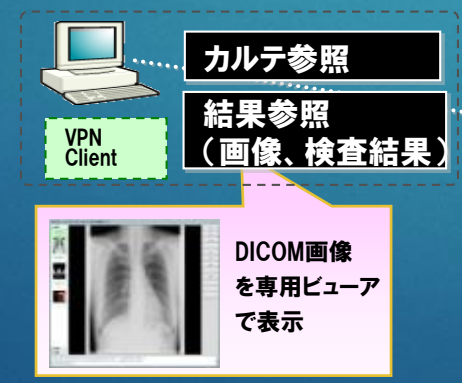 カルテ参照
結果参照
(画像、検査結果)
VPN
Client
DICOM画像
を専用ビューア
で表示